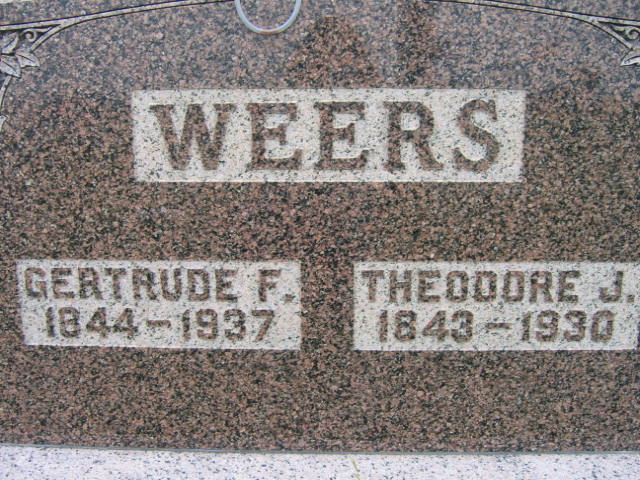 WEERS
GERTRUDE F.
1844-1937
THEODORE J.
1843-1930